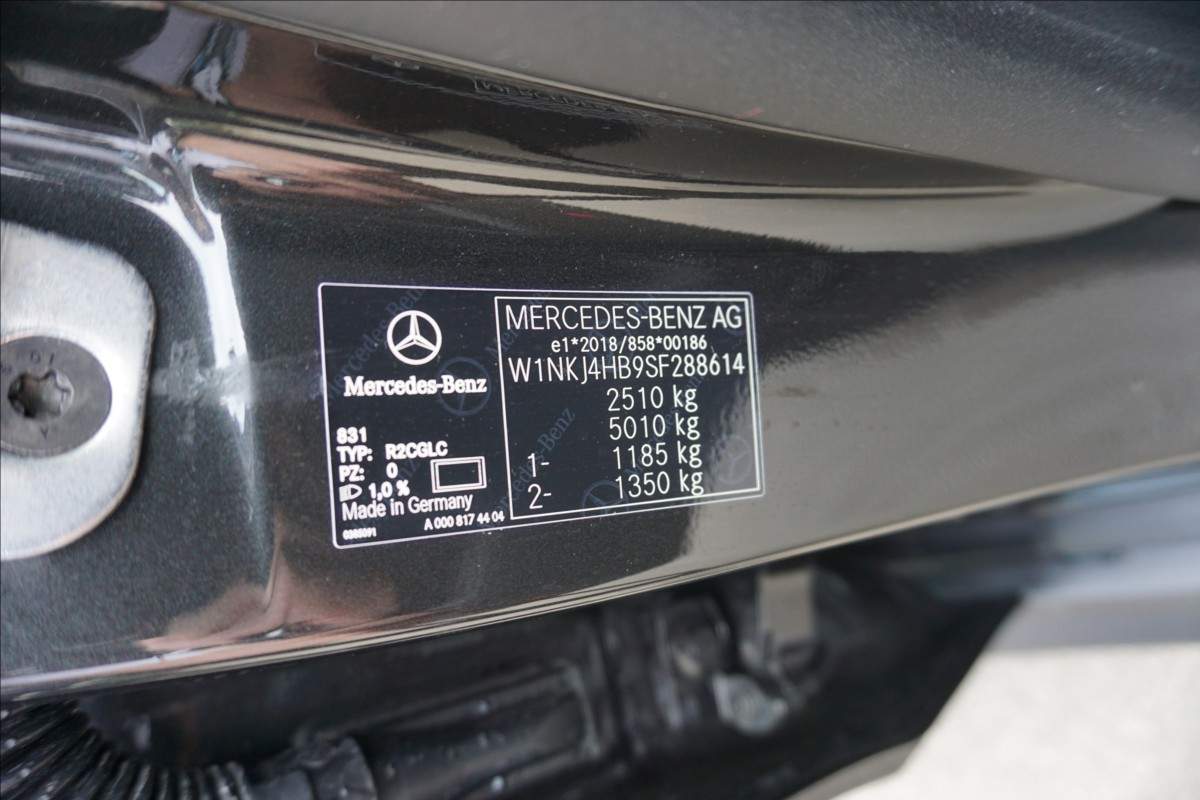 Mercedes-Benz
831
TYP: R2CGLC
PZ: 0
1,0 %
Made in Germany
A 000 817 44 04
MERCEDES-BENZ AG
e1*2018/858*00186
W1NKJ4HB9SF288614
2510 kg
5010 kg
1- 1185 kg
2- 1350 kg